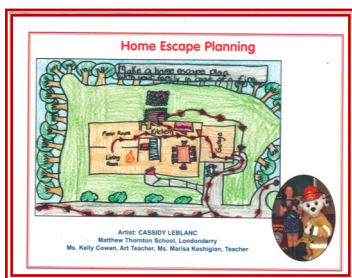 Home Escape Planning
Make a home escape plan
with your family in case of a fire.
Kitchen
Living
Room
Garage
Artist: CASSIDY LEBLANC
Matthew Thornton School, Londonderry
Ms. Kelly Cowan, Art Teacher, Ms. Marisa Keshigian, Teacher